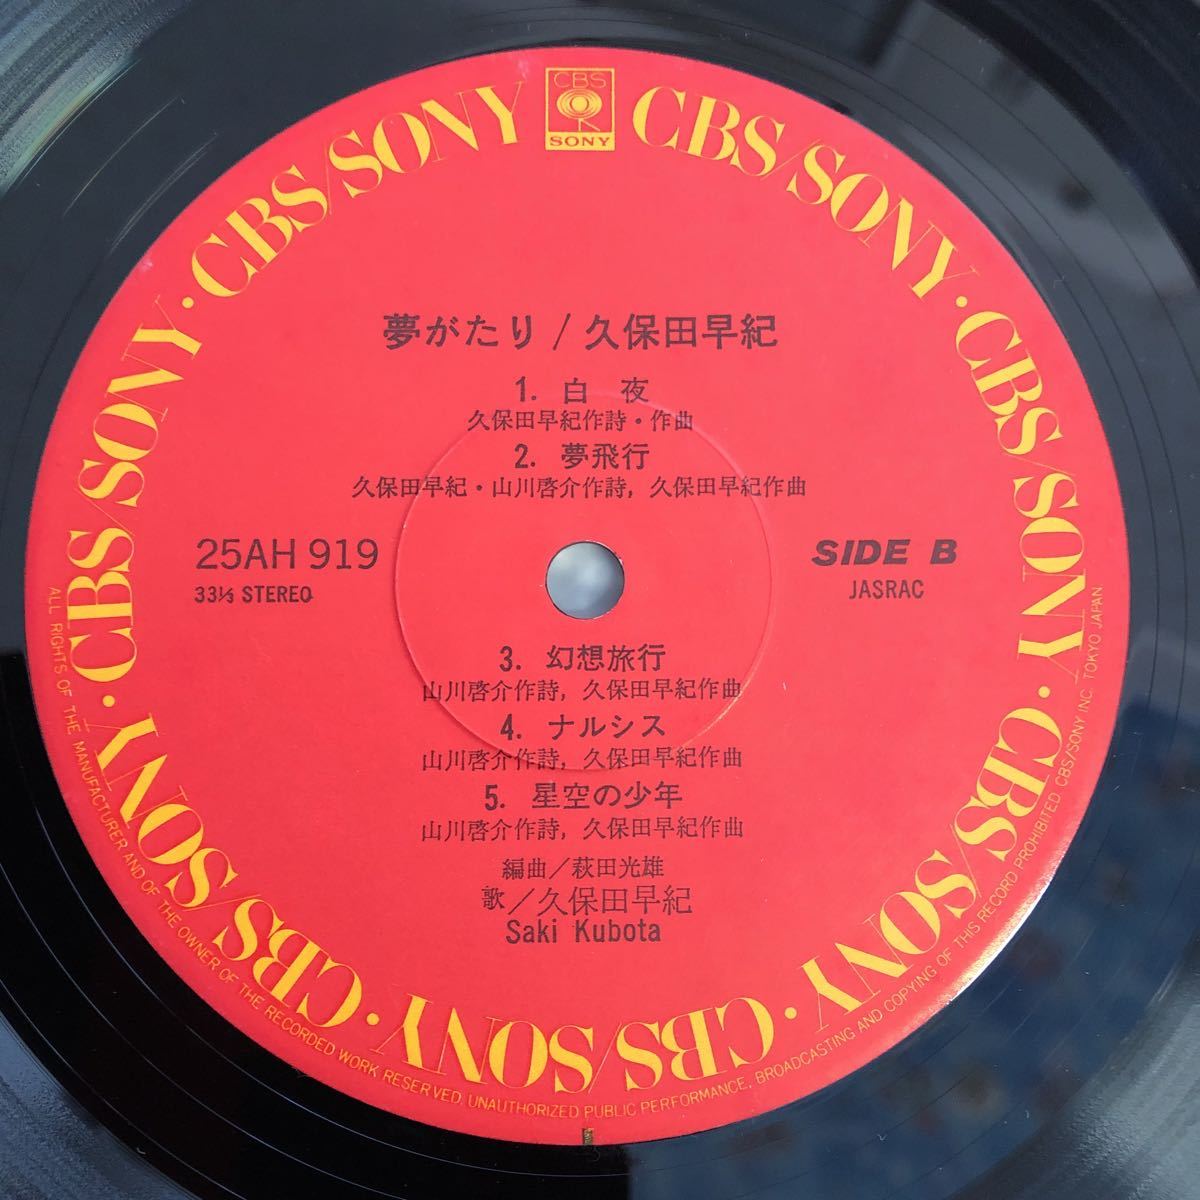 CBS
SONY
CBS/SONY · CBS/SONY · CBS/SONY · CBS/SONY · CBS/SONY · CBS/SONY · CBS/SONY · CBS/SONY
夢がたり / 久保田早紀
1. 白 夜
久保田早紀作詩・作曲
2. 夢飛行
久保田早紀・山川啓介作詩, 久保田早紀作曲
25AH 919
33⅓ STEREO
SIDE B
JASRAC
3. 幻想旅行
山川啓介作詩, 久保田早紀作曲
4. ナルシス
山川啓介作詩, 久保田早紀作曲
5. 星空の少年
山川啓介作詩, 久保田早紀作曲
編曲／萩田光雄
歌／久保田早紀
Saki Kubota
ALL RIGHTS OF THE MANUFACTURER AND OF THE OWNER OF THE RECORDED WORK RESERVED. UNAUTHORIZED PUBLIC PERFORMANCE, BROADCASTING AND COPYING OF THIS RECORD PROHIBITED CBS/SONY INC. TOKYO JAPAN